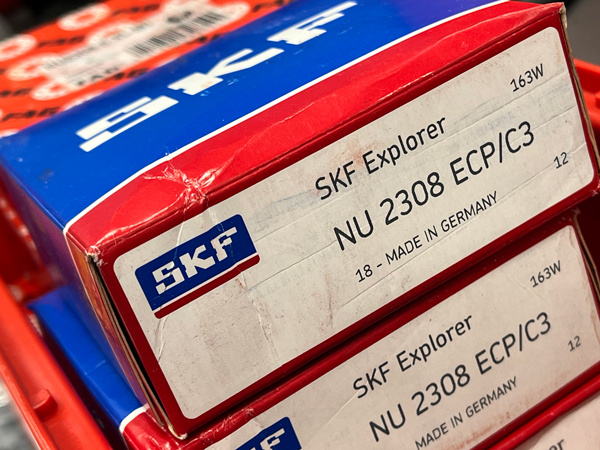 SKF
163W
SKF Explorer
NU 2308 ECP/C3
12
18 - MADE IN GERMANY
SKF
163W
SKF Explorer
NU 2308 ECP/C3
12
MADE IN GERMANY
SKF